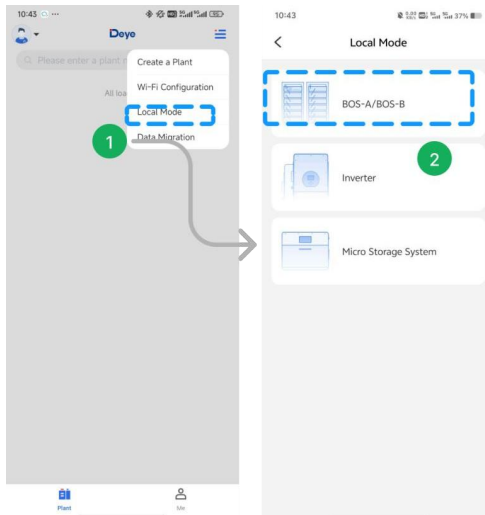 10:43
Deye
Please enter a plant
All loa
Create a Plant
Wi-Fi Configuration
Local Mode
Data Migration
1
Plant
Me
10:43
37%
Local Mode
BOS-A/BOS-B
2
Inverter
Micro Storage System